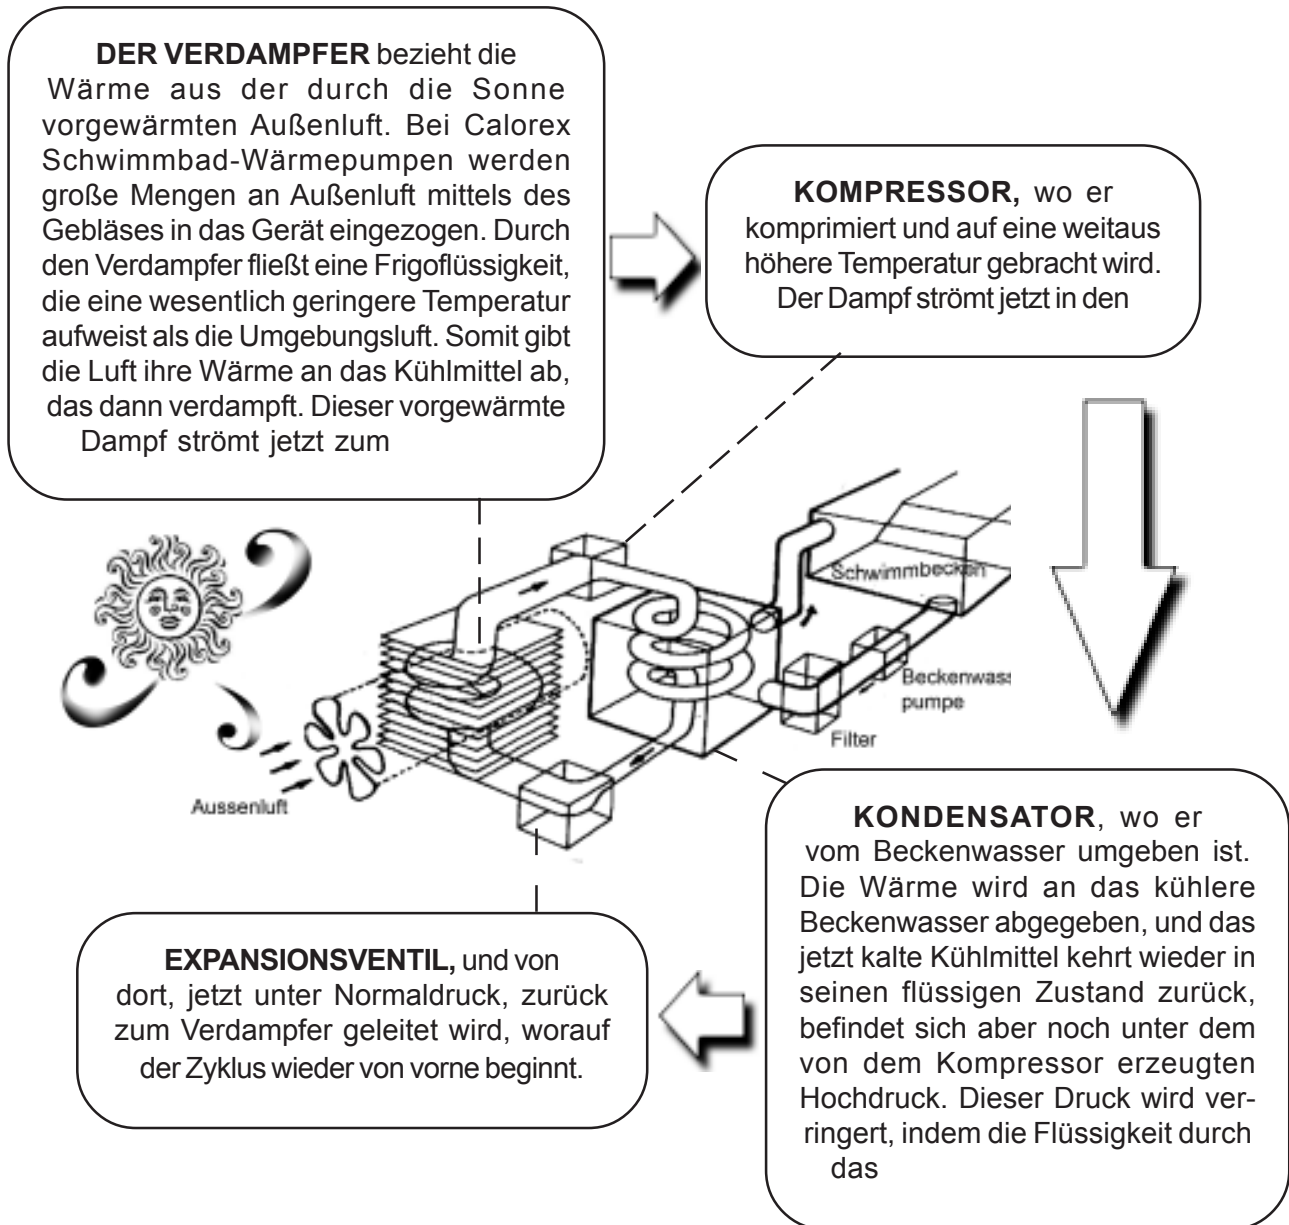 DER VERDAMPFER bezieht die
Wärme aus der durch die Sonne
vorgewärmten Außenluft. Bei Calorex
Schwimmbad-Wärmepumpen werden
große Mengen an Außenluft mittels des
Gebläses in das Gerät eingezogen. Durch
den Verdampfer fließt eine Frigoflüssigkeit,
die eine wesentlich geringere Temperatur
aufweist als die Umgebungsluft. Somit gibt
die Luft ihre Wärme an das Kühlmittel ab,
das dann verdampft. Dieser vorgewärmte
Dampf strömt jetzt zum
KOMPRESSOR, wo er
komprimiert und auf eine weitaus
höhere Temperatur gebracht wird.
Der Dampf strömt jetzt in den
Schwimmbecken
Beckenwass
pumpe
Filter
Aussenluft
KONDENSATOR, wo er
vom Beckenwasser umgeben ist.
Die Wärme wird an das kühlere
Beckenwasser abgegeben, und das
jetzt kalte Kühlmittel kehrt wieder in
seinen flüssigen Zustand zurück,
befindet sich aber noch unter dem
von dem Kompressor erzeugten
Hochdruck. Dieser Druck wird ver-
ringert, indem die Flüssigkeit durch
das
EXPANSIONSVENTIL, und von
dort, jetzt unter Normaldruck, zurück
zum Verdampfer geleitet wird, worauf
der Zyklus wieder von vorne beginnt.